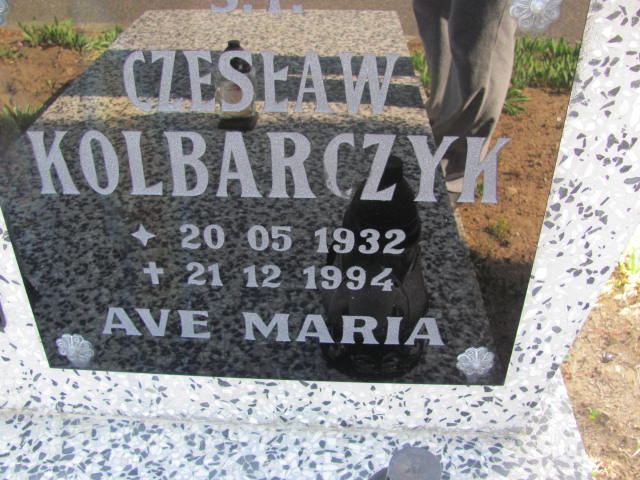 Ś.P.
CZESŁAW
KOLBARCZYK
20 05 1932
21 12 1994
AVE MARIA